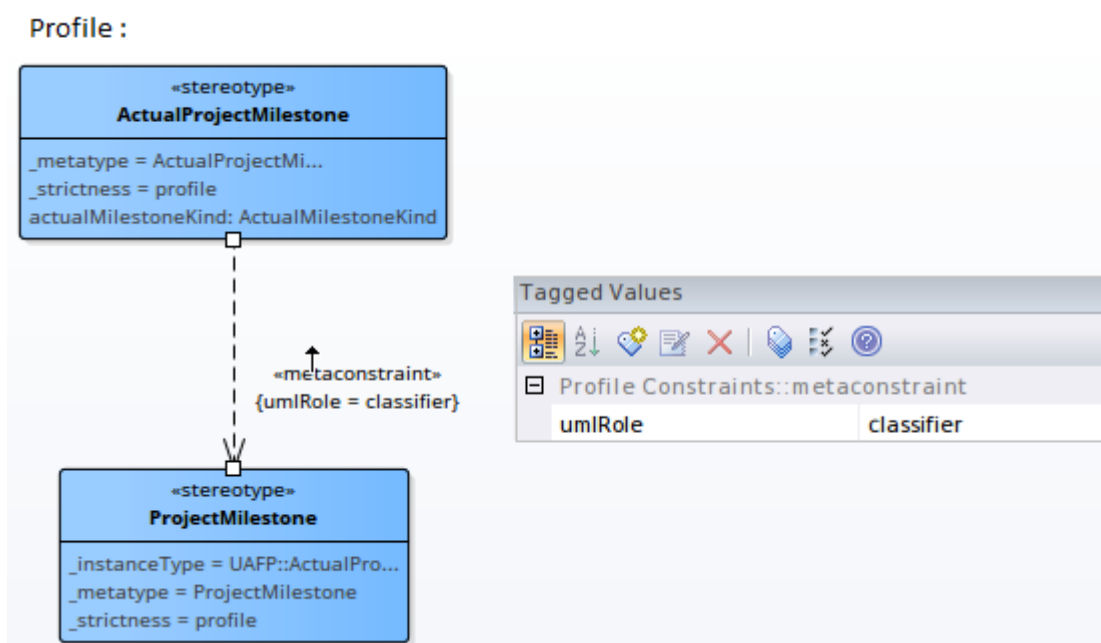 Profile :
«stereotype»
ActualProjectMilestone
_metatype = ActualProjectMi...
_strictness = profile
actualMilestoneKind: ActualMilestoneKind
«metaconstraint»
{umlRole = classifier}
«stereotype»
ProjectMilestone
_instanceType = UAFP::ActualPro...
_metatype = ProjectMilestone
_strictness = profile
Tagged Values
Profile Constraints::metaconstraint
umlRole classifier